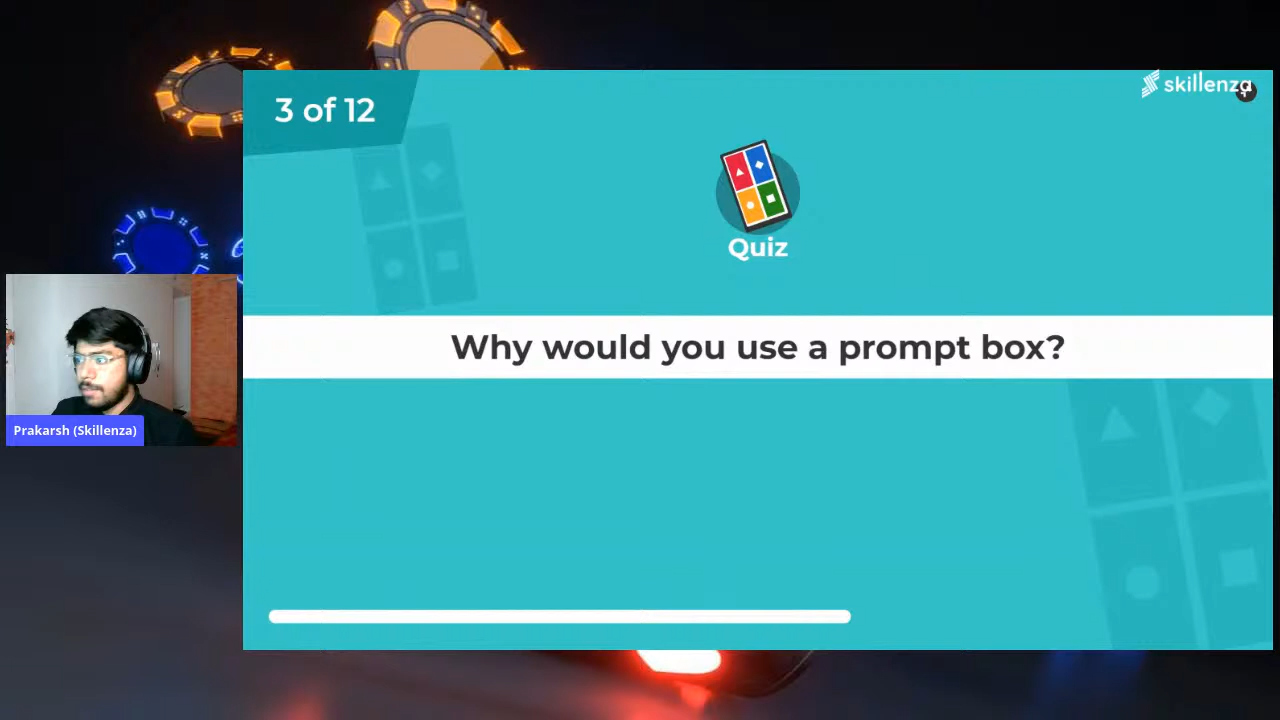 3 of 12
skillenza
Quiz
Why would you use a prompt box?
Prakarsh (Skillenza)